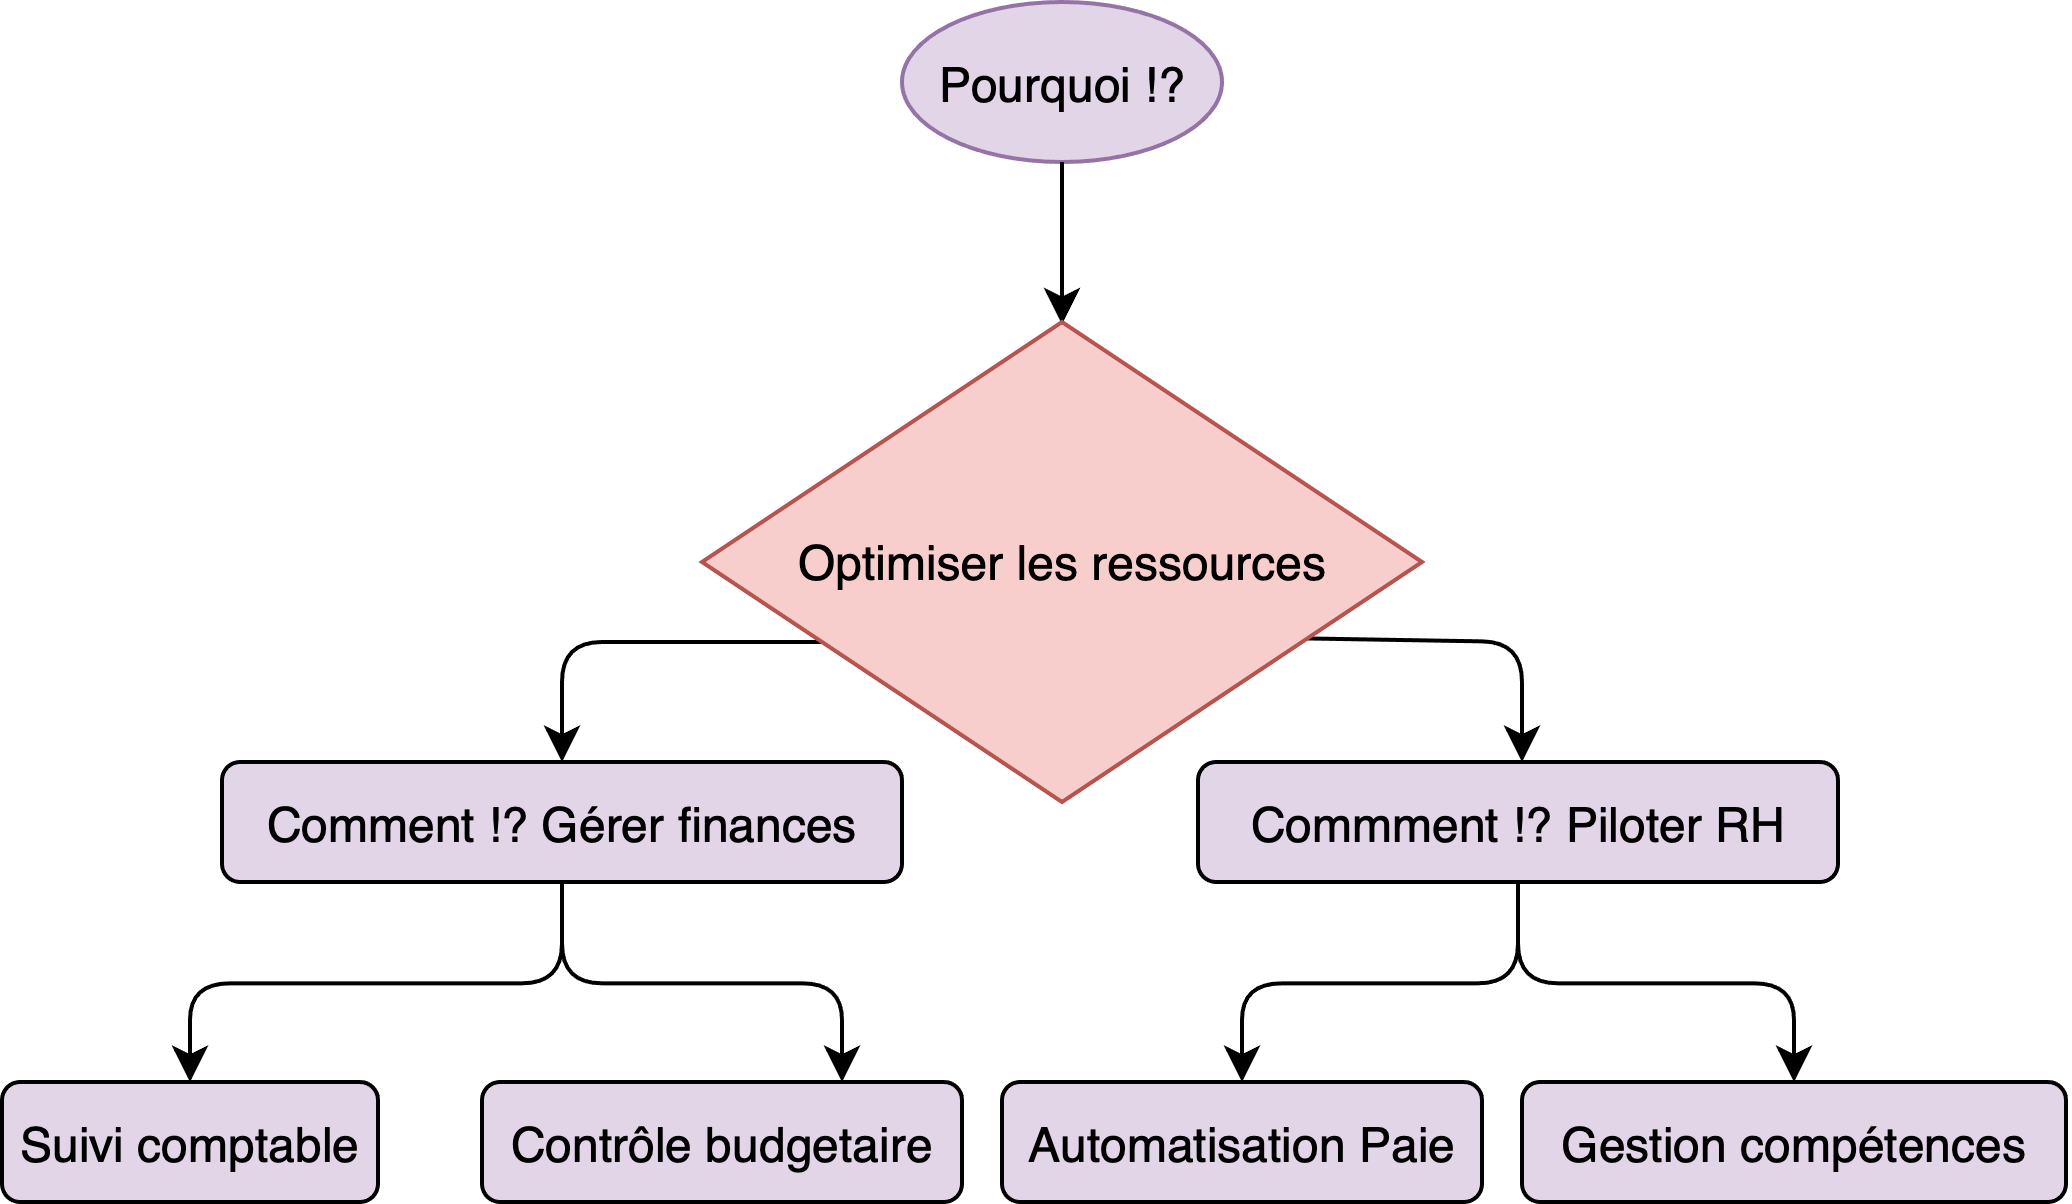 Pourquoi !?
Optimiser les ressources
Comment !? Gérer finances
Commment !? Piloter RH
Suivi comptable
Contrôle budgetaire
Automatisation Paie
Gestion compétences